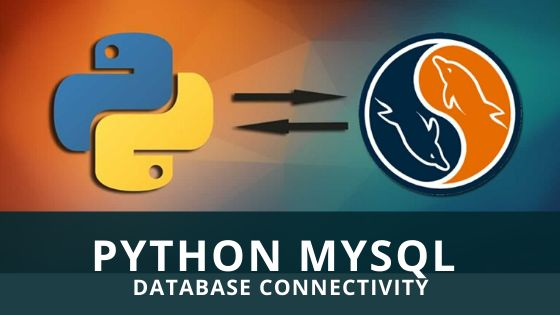 PYTHON MYSQL
DATABASE CONNECTIVITY